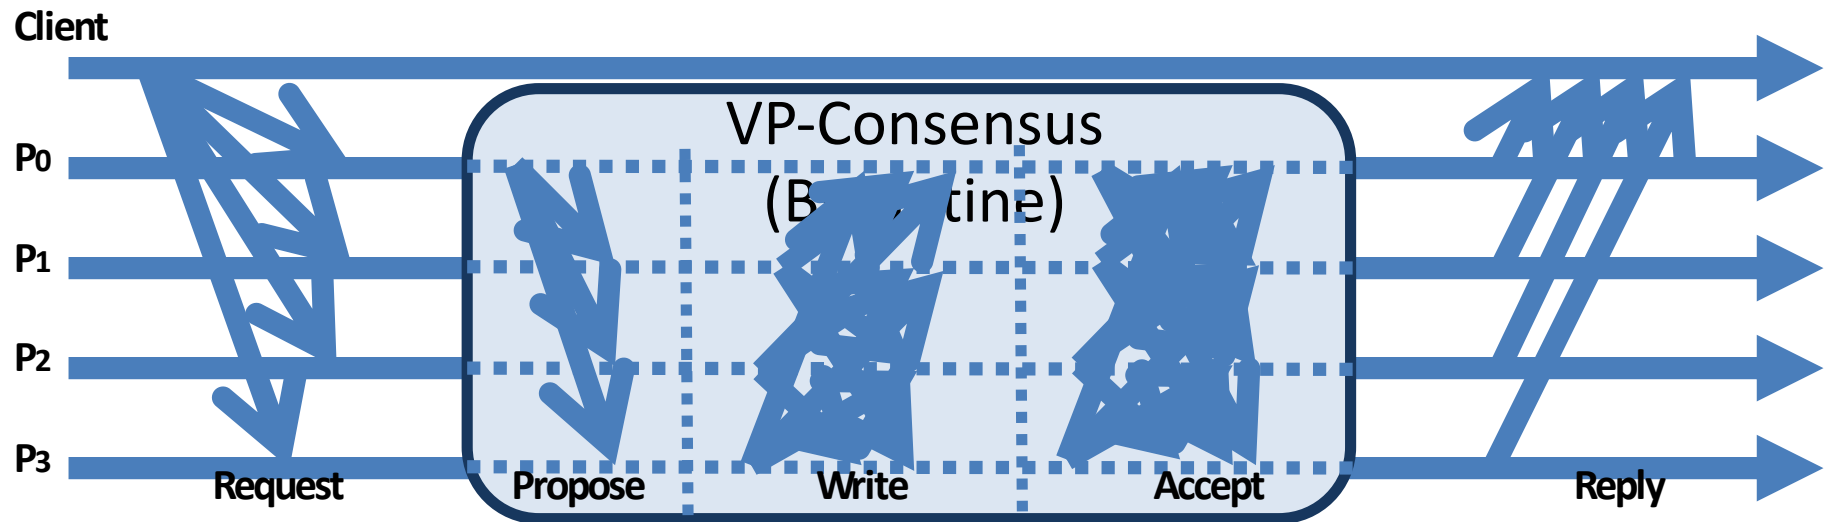 Client
VP-Consensus
P0
P1
P2
P3
Request
Propose
Write
Accept
Reply